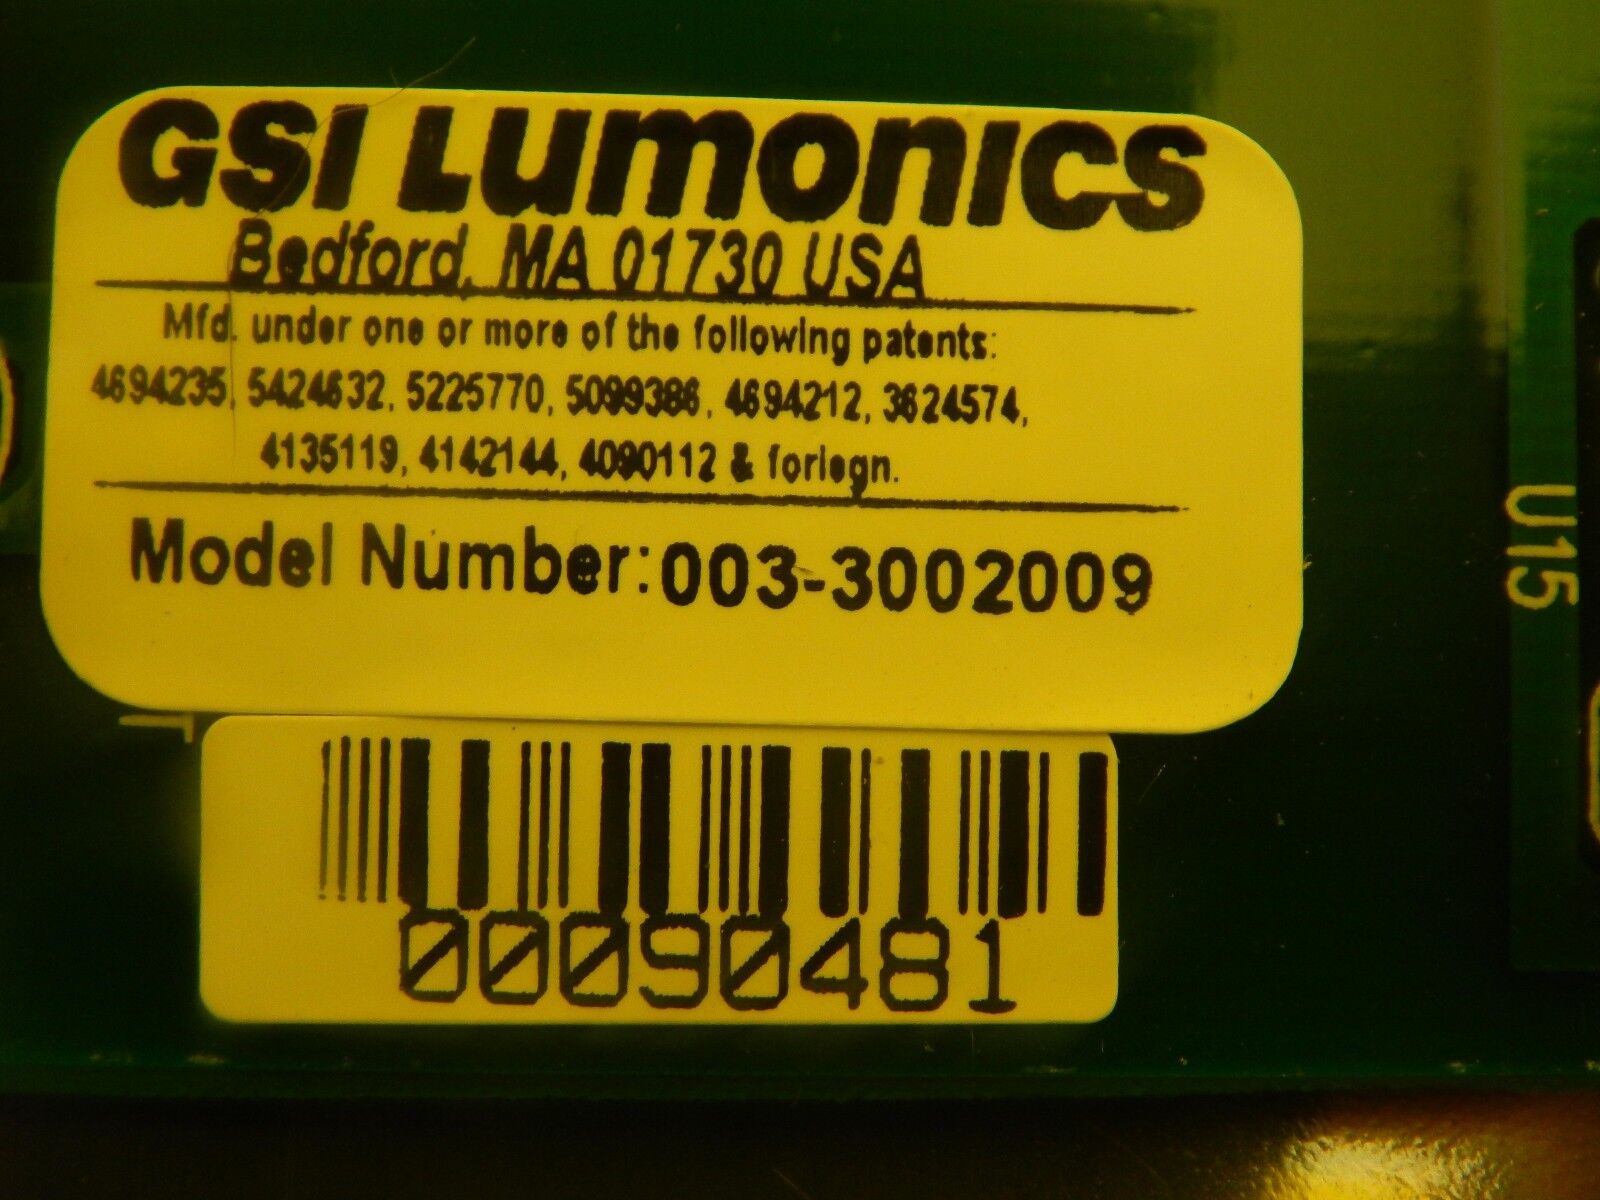 GSI Lumonics
Bedford, MA 01730 USA
Mfd. under one or more of the following patents:
4694235, 5424632, 5225770, 5099386, 4694212, 3624574,
4135119, 4142144, 4090112 & foriegn.
Model Number:003-3002009
00090481
U15